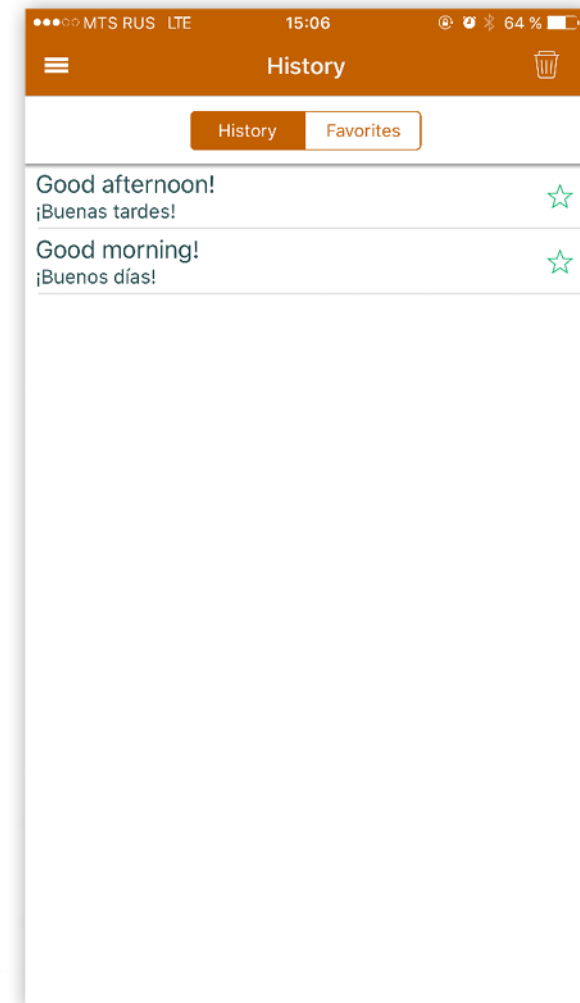 MTS RUS LTE 15:06 64 %
History
History Favorites
Good afternoon!
¡Buenas tardes!
Good morning!
¡Buenos días!